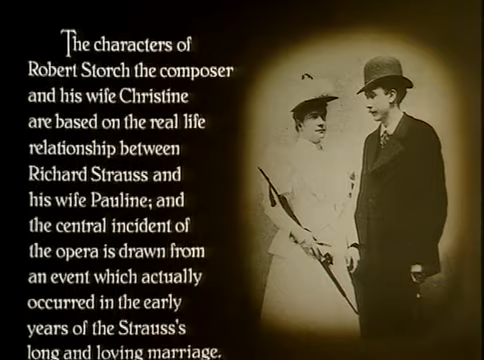 The characters of
Robert Storch the composer
and his wife Christine
are based on the real life
relationship between
Richard Strauss and
his wife Pauline; and
the central incident of
the opera is drawn from
an event which actually
occurred in the early
years of the Strauss's
long and loving marriage.